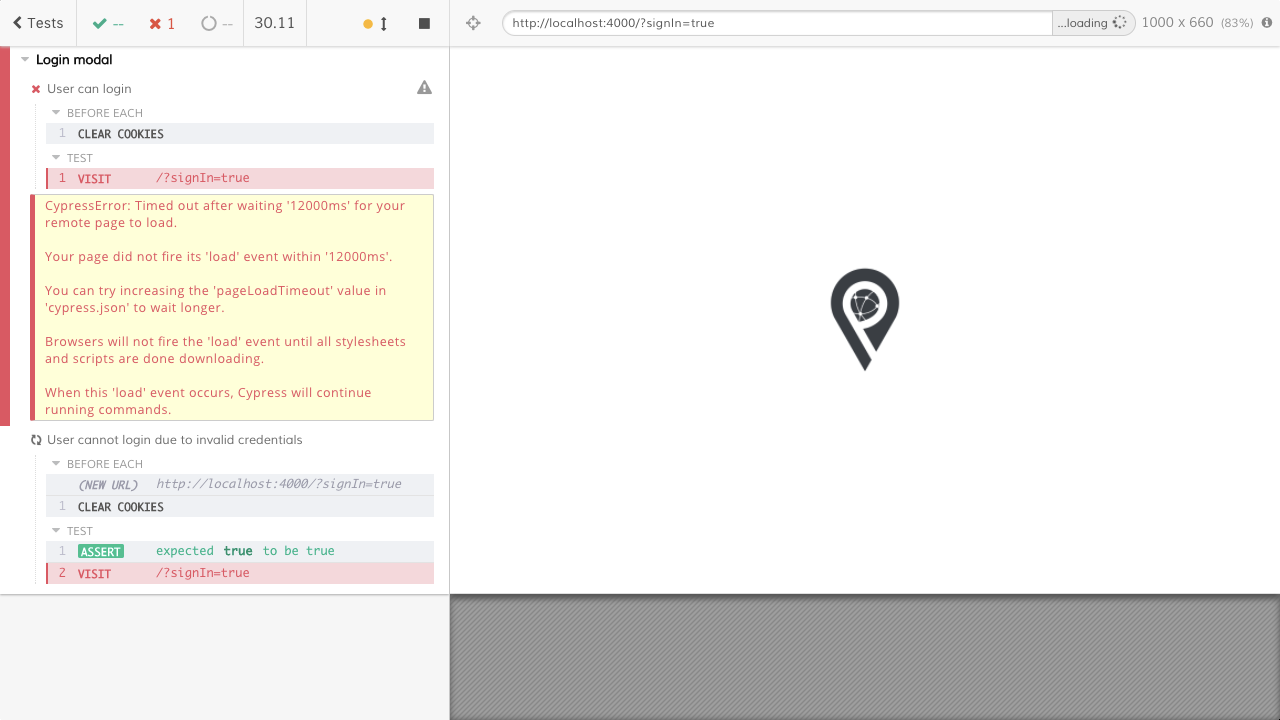 Tests -- 1 -- 30.11 http://localhost:4000/?signIn=true ...loading 1000 x 660 (83%)
Login modal
User can login
BEFORE EACH
1 CLEAR COOKIES
TEST
1 VISIT /?signIn=true
CypressError: Timed out after waiting '12000ms' for your
remote page to load.
Your page did not fire its 'load' event within '12000ms'.
You can try increasing the 'pageLoadTimeout' value in
'cypress.json' to wait longer.
Browsers will not fire the 'load' event until all stylesheets
and scripts are done downloading.
When this 'load' event occurs, Cypress will continue
running commands.
User cannot login due to invalid credentials
BEFORE EACH
(NEW URL) http://localhost:4000/?signIn=true
1 CLEAR COOKIES
TEST
1 ASSERT expected true to be true
2 VISIT /?signIn=true